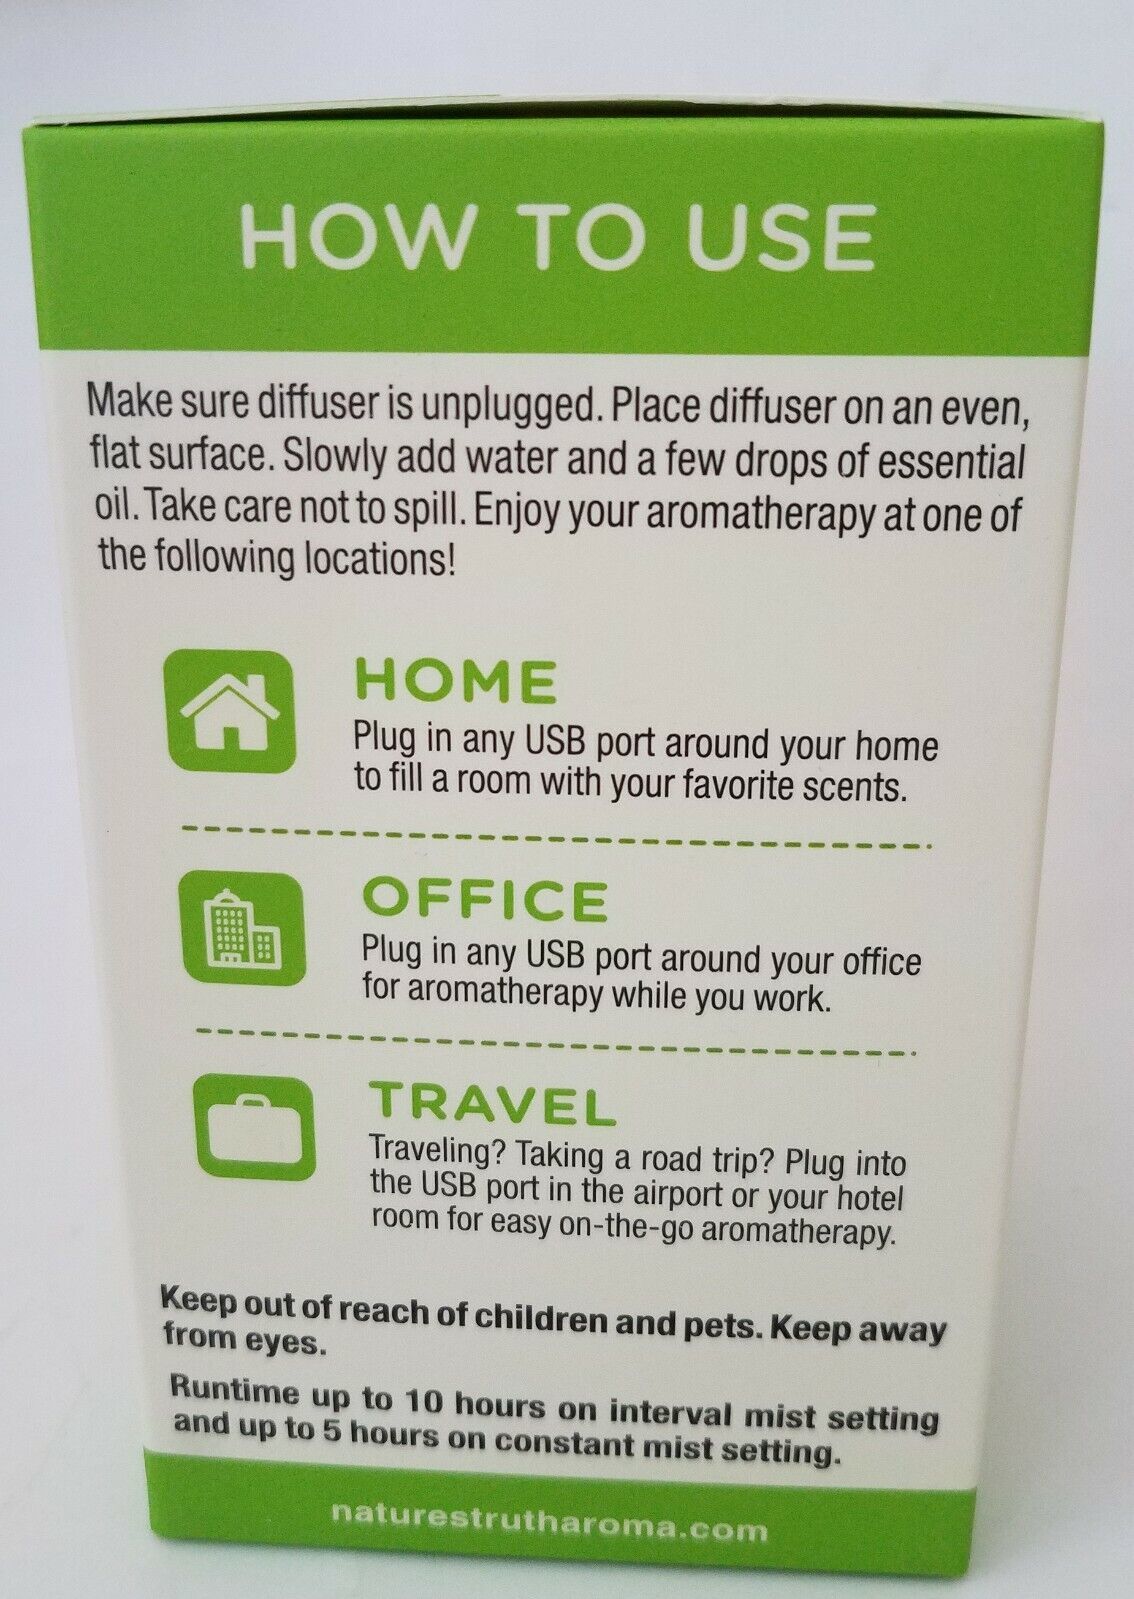 HOW TO USE
Make sure diffuser is unplugged. Place diffuser on an even,
flat surface. Slowly add water and a few drops of essential
oil. Take care not to spill. Enjoy your aromatherapy at one of
the following locations!
HOME
Plug in any USB port around your home
to fill a room with your favorite scents.
OFFICE
Plug in any USB port around your office
for aromatherapy while you work.
TRAVEL
Traveling? Taking a road trip? Plug into
the USB port in the airport or your hotel
room for easy on-the-go aromatherapy.
Keep out of reach of children and pets. Keep away
from eyes.
Runtime up to 10 hours on interval mist setting
and up to 5 hours on constant mist setting.
naturestrutharoma.com